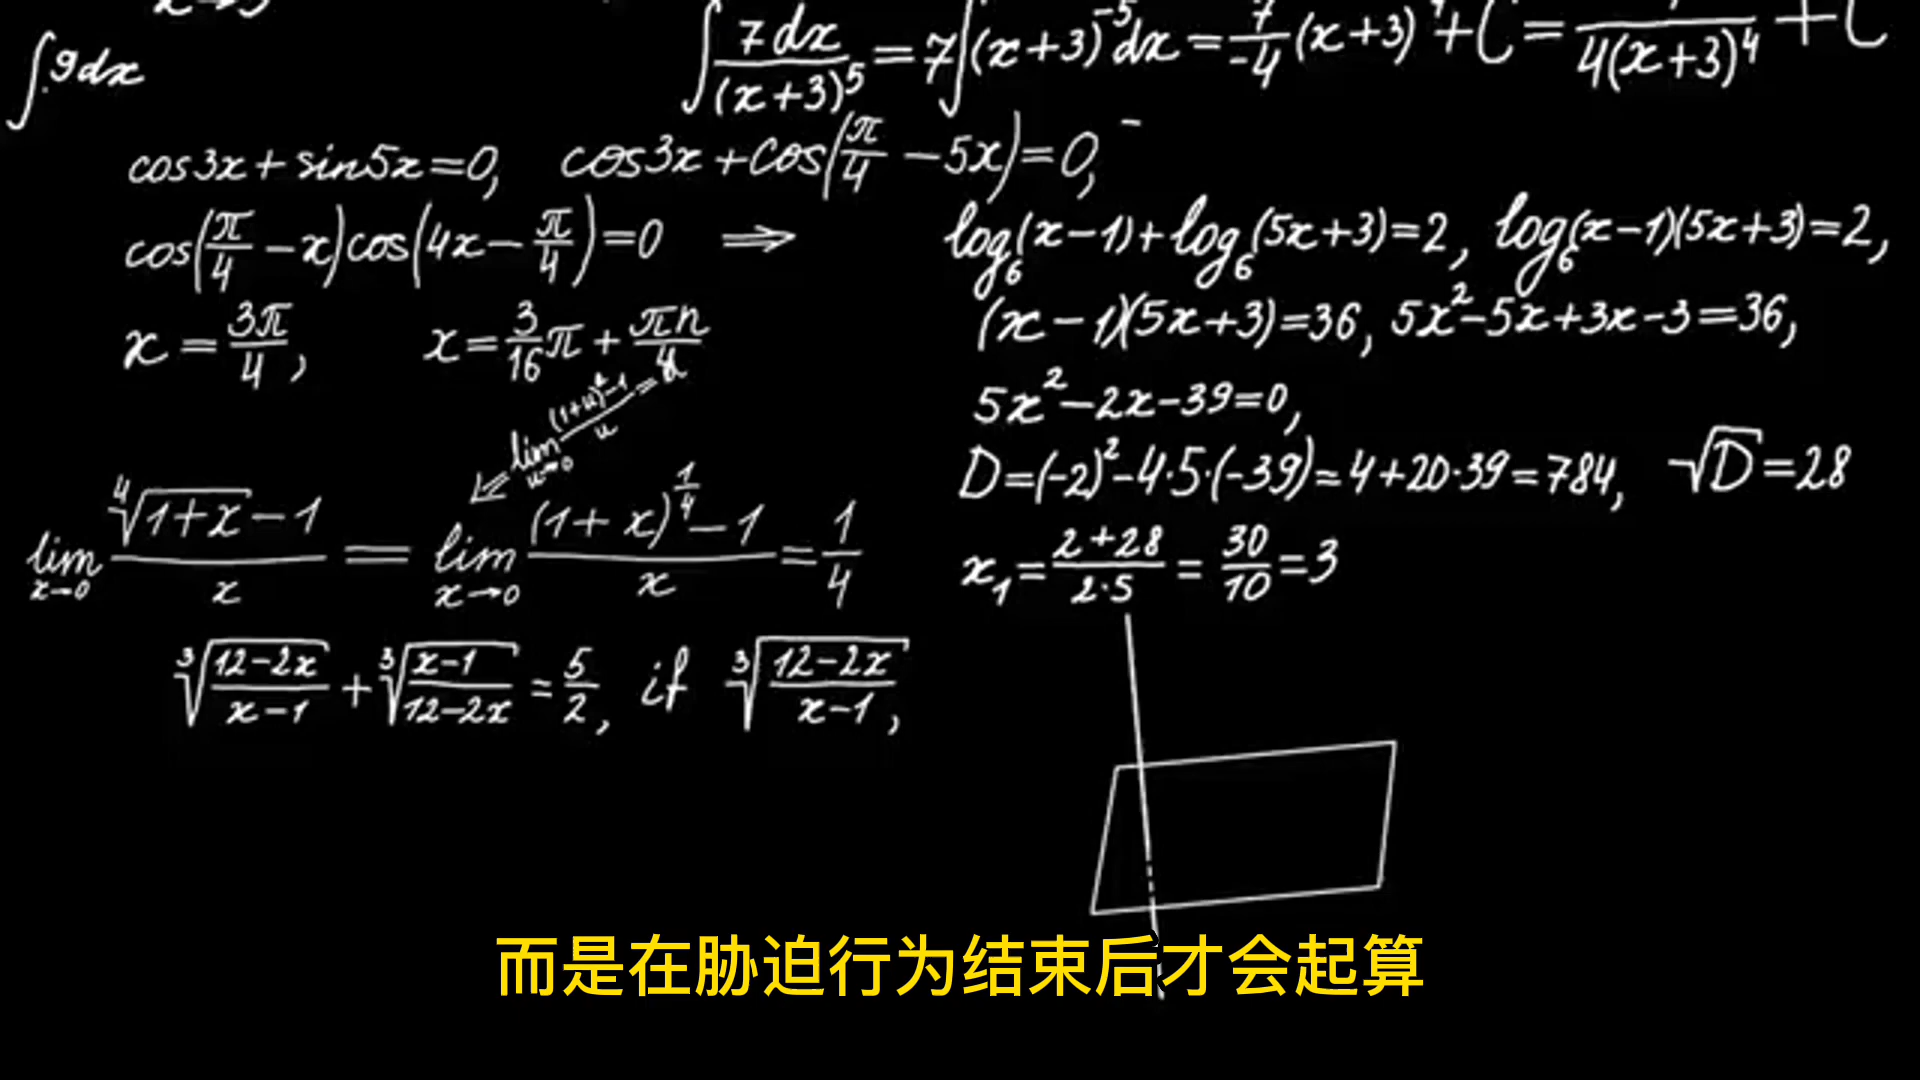 ∫9dx
∫7dx/(x+3)^5 = 7∫(x+3)^-5 dx = 7/-4 (x+3) +C = /4(x+3)^4 +C
cos3x+sin5x=0, cos3x+cos(π/4−5x)=0,
cos(π/4−x)cos(4x−π/4)=0 ⇒
x=3π/4, x=3/16π+πn/4
lim u→0 (1+u)^α−1/u=α
lim x→0 ∜(1+x)−1/x = lim x→0 (1+x)^1/4−1/x = 1/4
∛(12−2x/x−1) + ∛(x−1/12−2x) = 5/2, if ∛(12−2x/x−1),
log₆(x−1)+log₆(5x+3)=2, log₆(x−1)(5x+3)=2,
(x−1)(5x+3)=36, 5x²−5x+3x−3=36,
5x²−2x−39=0,
D=(-2)²−4·5·(-39)=4+20·39=784, √D=28
x₁=2+28/2·5=30/10=3
而是在胁迫行为结束后才会起算